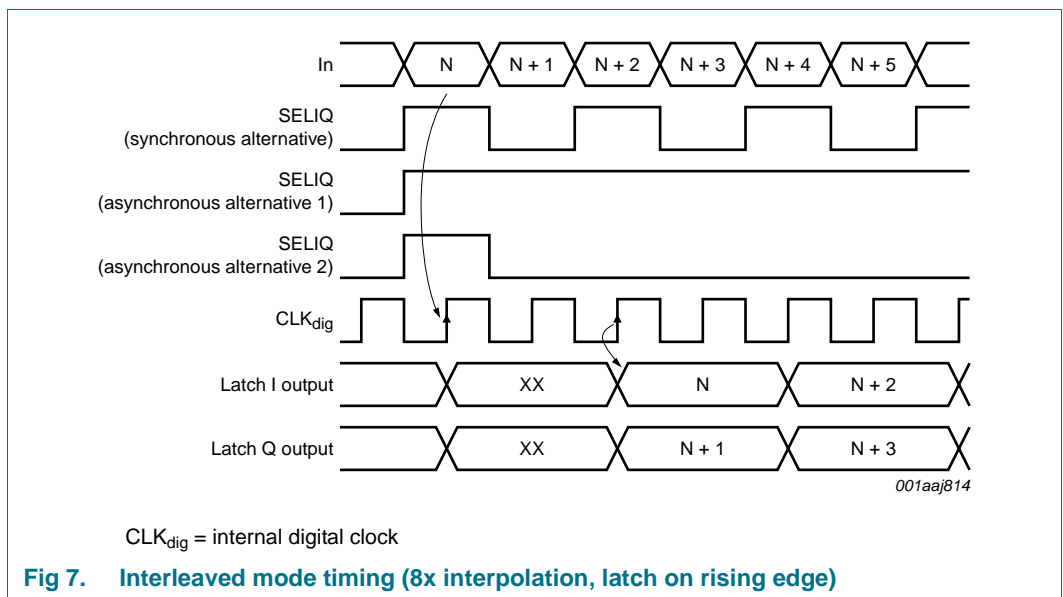 In
N
N + 1
N + 2
N + 3
N + 4
N + 5
SELIQ
(synchronous alternative)
SELIQ
(asynchronous alternative 1)
SELIQ
(asynchronous alternative 2)
CLKdig
Latch I output
XX
N
N + 2
Latch Q output
XX
N + 1
N + 3
001aaj814
CLKdig = internal digital clock
Fig 7. Interleaved mode timing (8x interpolation, latch on rising edge)